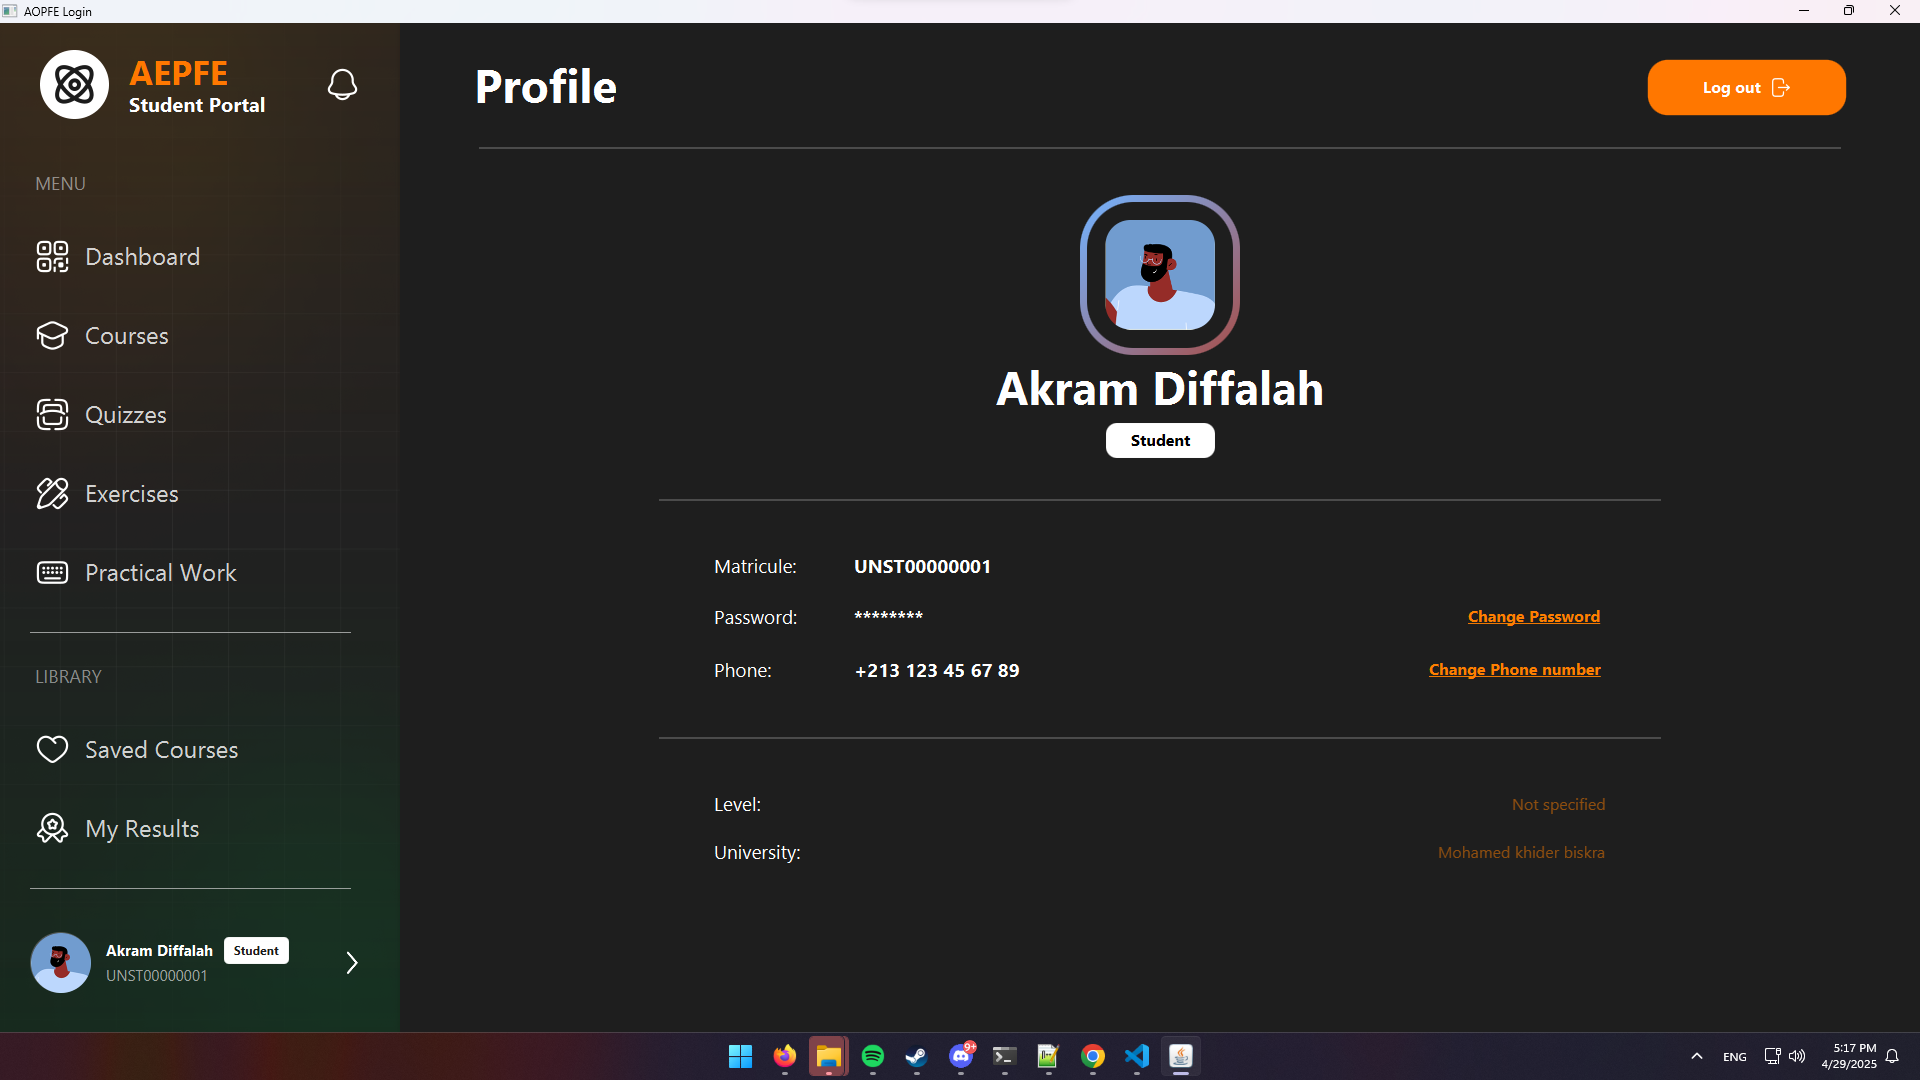 AOPFE Login
AEPFE
Student Portal
MENU
Dashboard
Courses
Quizzes
Exercises
Practical Work
LIBRARY
Saved Courses
My Results
Akram Diffalah Student
UNST00000001
Profile
Log out
Akram Diffalah
Student
Matricule: UNST00000001
Password: ******** Change Password
Phone: +213 123 45 67 89 Change Phone number
Level: Not specified
University: Mohamed khider biskra
9+
ENG
5:17 PM
4/29/2025